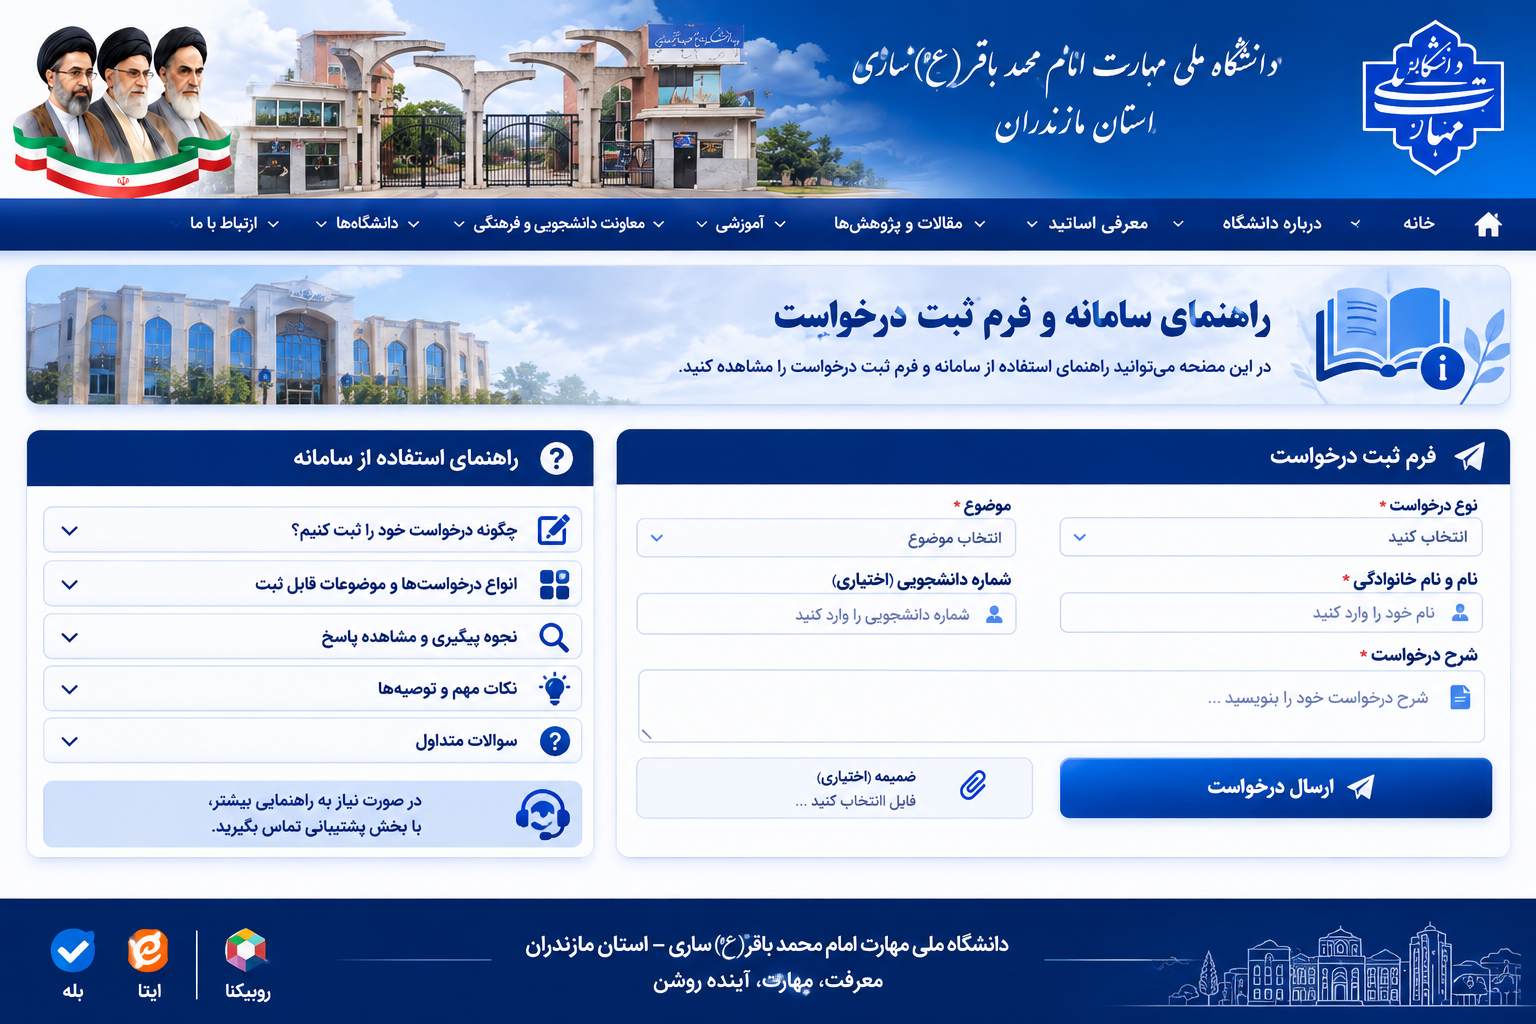 دانشگاه ملی مهارت امام محمد باقر(ع) ساری
استان مازندران
دانشگاه
ملی
مهارت
خانه
درباره دانشگاه
معرفی اساتید
مقالات و پژوهش‌ها
آموزشی
معاونت دانشجویی و فرهنگی
دانشگاه‌ها
ارتباط با ما
راهنمای سامانه و فرم ثبت درخواست
در این مصحه می‌توانید راهنمای استفاده از سامانه و فرم ثبت درخواست را مشاهده کنید.
فرم ثبت درخواست
نوع درخواست *
انتخاب کنید
موضوع *
انتخاب موضوع
نام و نام خانوادگی *
نام خود را وارد کنید
شماره دانشجویی (اختیاری)
شماره دانشجویی را وارد کنید
شرح درخواست *
شرح درخواست خود را بنویسید ...
ارسال درخواست
ضمیمه (اختیاری)
فایل اانتخاب کنید ...
راهنمای استفاده از سامانه
چگونه درخواست خود را ثبت کنیم؟
انواع درخواست‌ها و موضوعات قابل ثبت
نجوه پیگیری و مشاهده پاسخ
نکات مهم و توصیه‌ها
سوالات متداول
در صورت نیاز به راهنمایی بیشتر،
با بخش پشتیبانی تماس بگیرید.
دانشگاه ملی مهارت امام محمد باقر(ع) ساری – استان مازندران
معرفت، مهارت، آینده روشن
روبیکنا
ایتا
بله